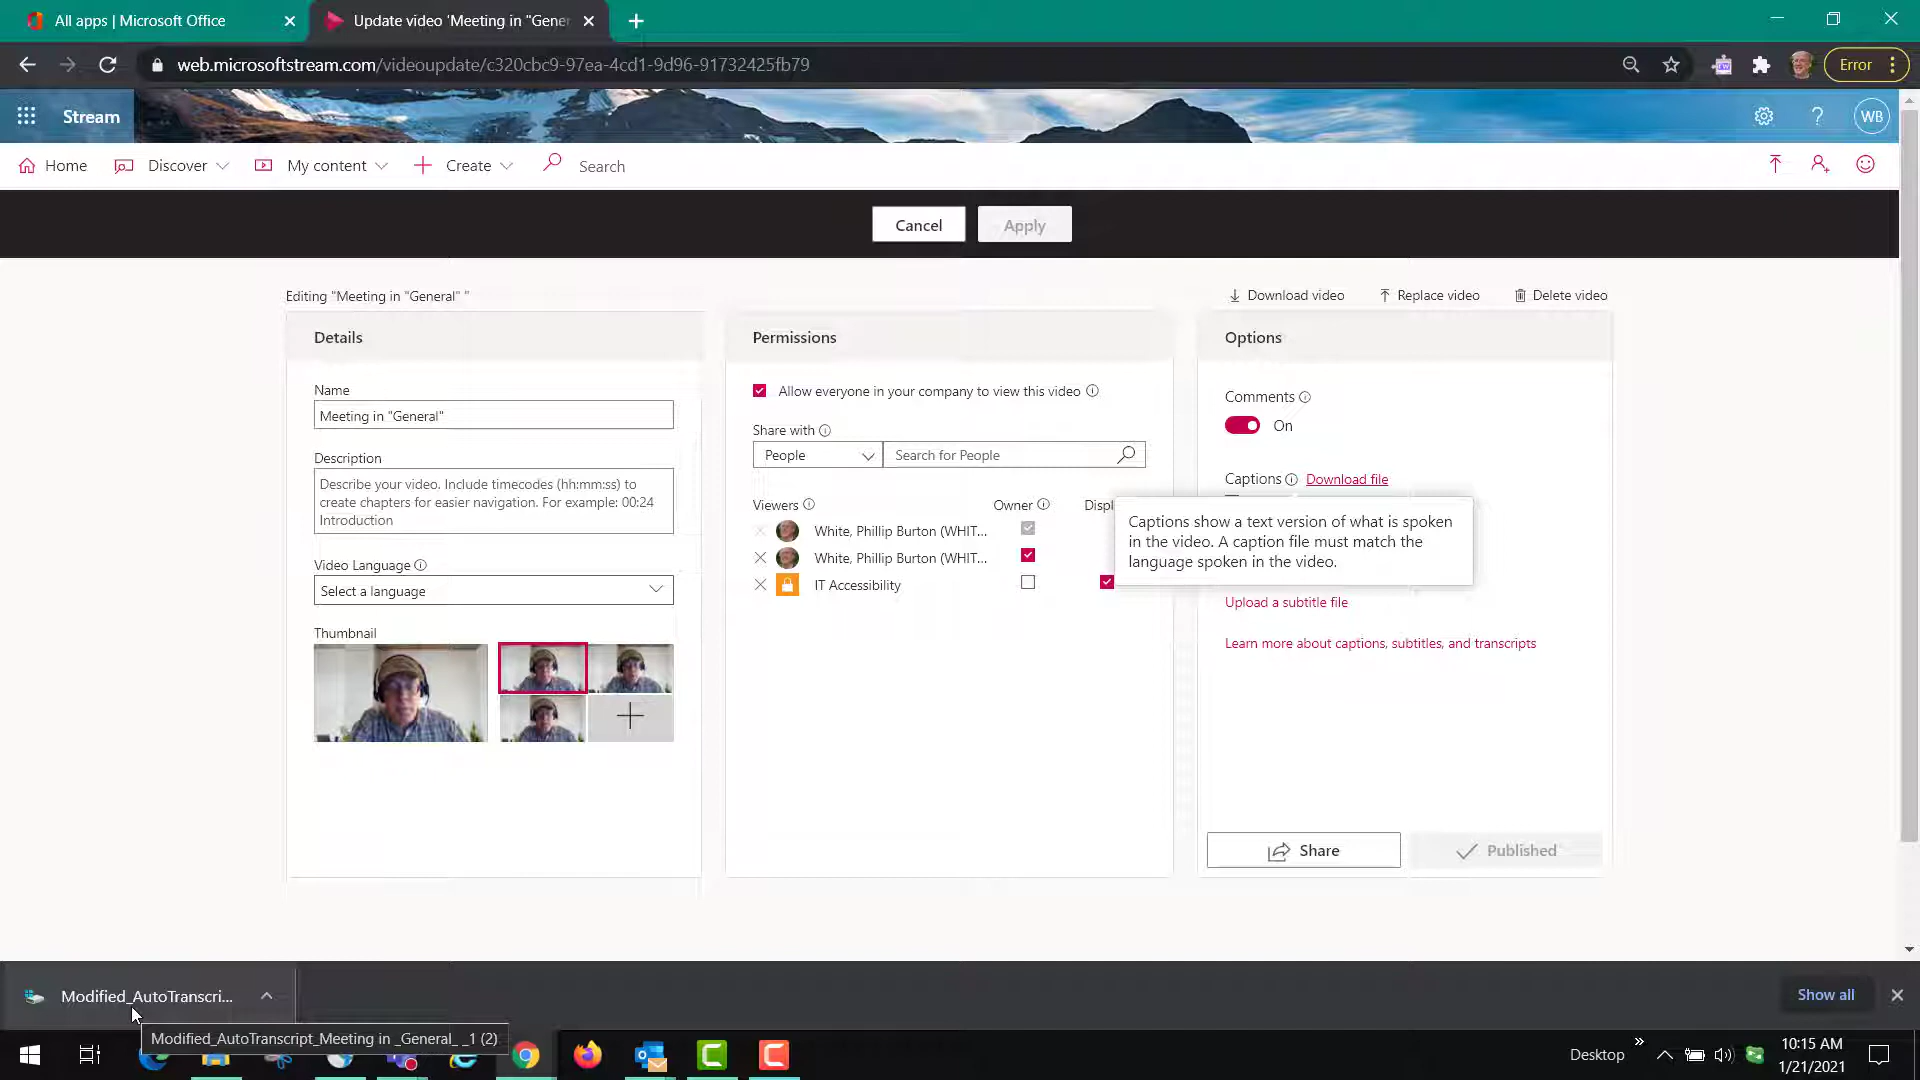 All apps | Microsoft Office
Update video 'Meeting in "Gener
web.microsoftstream.com/videoupdate/c320cbc9-97ea-4cd1-9d96-91732425fb79
Error
Stream
WB
Home
Discover
My content
Create
Search
Cancel
Apply
Editing "Meeting in "General" "
Download video
Replace video
Delete video
Details
Name
Meeting in "General"
Description
Describe your video. Include timecodes (hh:mm:ss) to
create chapters for easier navigation. For example: 00:24
Introduction
Video Language
Select a language
Thumbnail
Permissions
Allow everyone in your company to view this video
Share with
People
Search for People
Viewers
Owner
Displ
White, Phillip Burton (WHIT...
White, Phillip Burton (WHIT...
IT Accessibility
Options
Comments
On
Captions
Download file
Captions show a text version of what is spoken
in the video. A caption file must match the
language spoken in the video.
Upload a subtitle file
Learn more about captions, subtitles, and transcripts
Share
Published
Modified_AutoTranscri...
Show all
Modified_AutoTranscript_Meeting in _General_ _1 (2)
Desktop
10:15 AM
1/21/2021